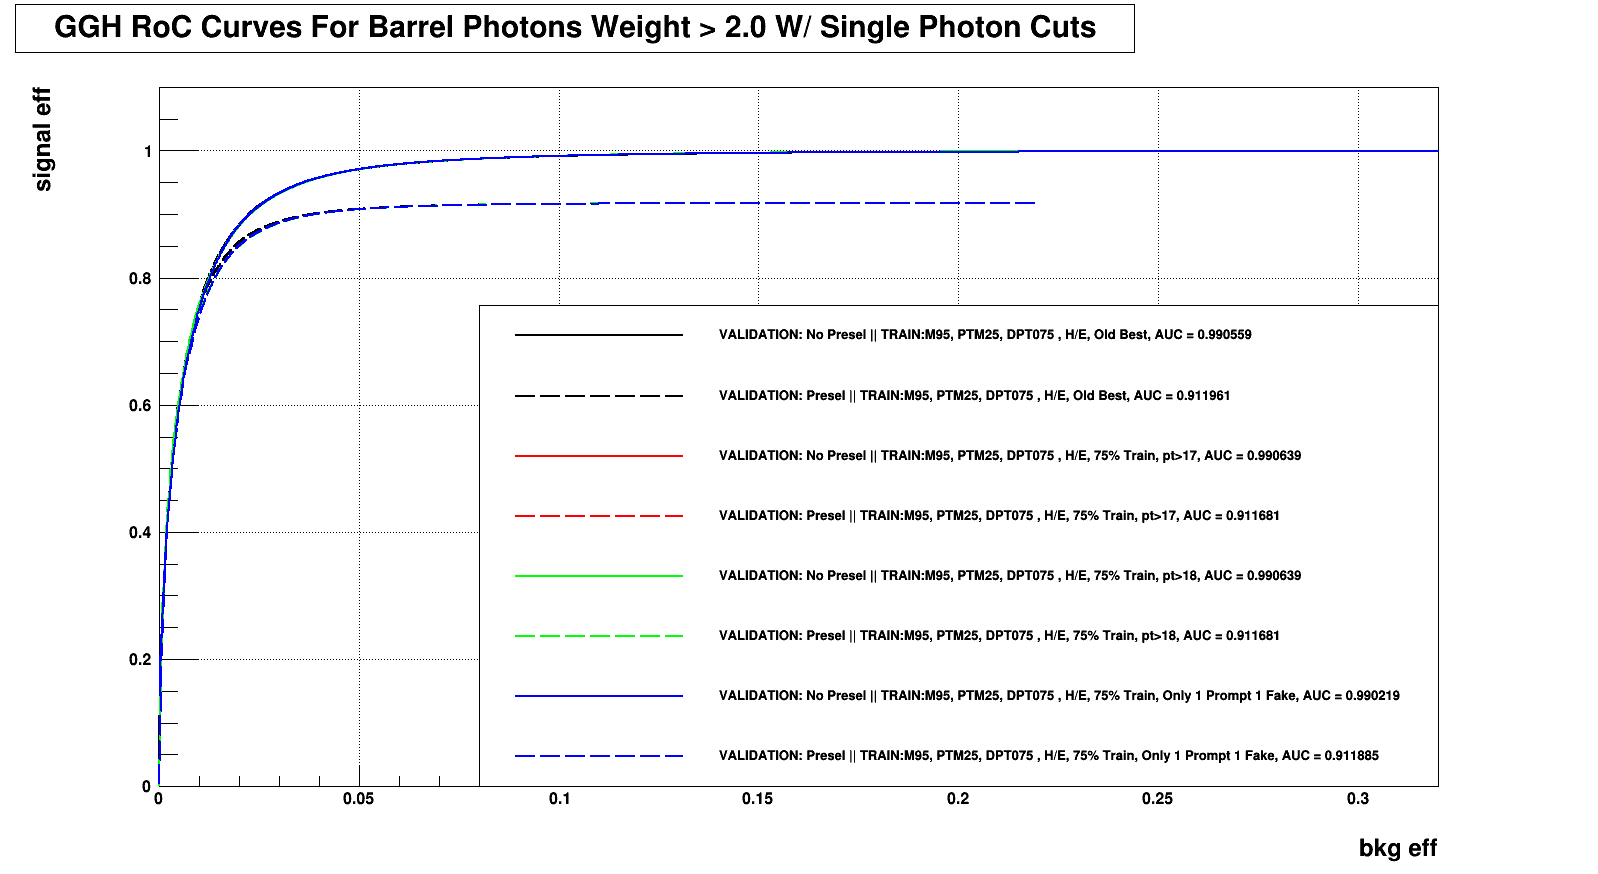 GGH RoC Curves For Barrel Photons Weight > 2.0 W/ Single Photon Cuts
signal eff
1
0.8
0.6
0.4
0.2
0
VALIDATION: No Presel || TRAIN:M95, PTM25, DPT075 , H/E, Old Best, AUC = 0.990559
VALIDATION: Presel || TRAIN:M95, PTM25, DPT075 , H/E, Old Best, AUC = 0.911961
VALIDATION: No Presel || TRAIN:M95, PTM25, DPT075 , H/E, 75% Train, pt>17, AUC = 0.990639
VALIDATION: Presel || TRAIN:M95, PTM25, DPT075 , H/E, 75% Train, pt>17, AUC = 0.911681
VALIDATION: No Presel || TRAIN:M95, PTM25, DPT075 , H/E, 75% Train, pt>18, AUC = 0.990639
VALIDATION: Presel || TRAIN:M95, PTM25, DPT075 , H/E, 75% Train, pt>18, AUC = 0.911681
VALIDATION: No Presel || TRAIN:M95, PTM25, DPT075 , H/E, 75% Train, Only 1 Prompt 1 Fake, AUC = 0.990219
VALIDATION: Presel || TRAIN:M95, PTM25, DPT075 , H/E, 75% Train, Only 1 Prompt 1 Fake, AUC = 0.911885
0 0.05 0.1 0.15 0.2 0.25 0.3
bkg eff